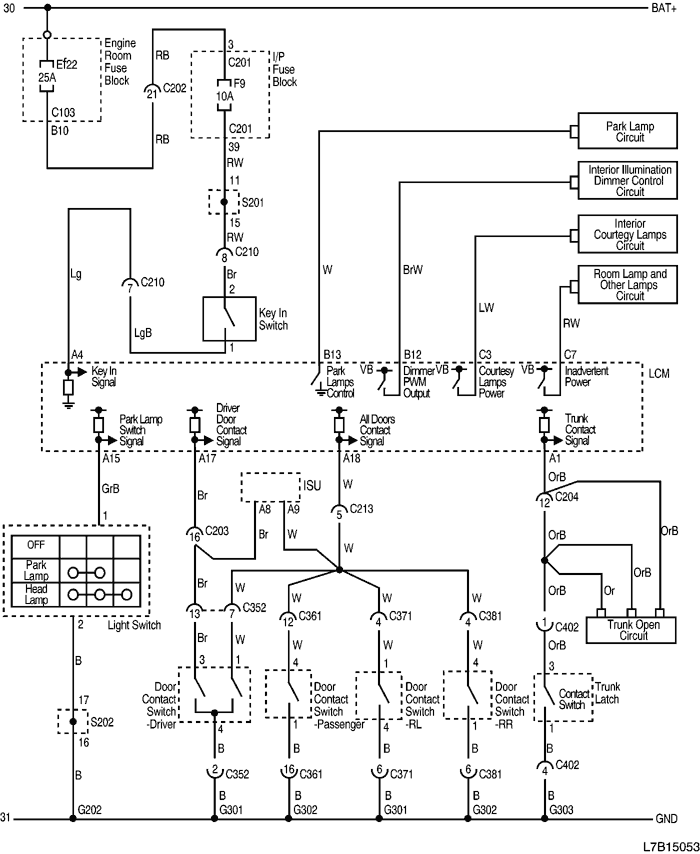 30
BAT+
Engine
Room
Fuse
Block
Ef22
25A
C103
B10
RB
21
C202
RB
3
C201
I/P
Fuse
Block
F9
10A
C201
39
RW
11
S201
15
RW
8
C210
Br
2
Key In
Switch
1
Lg
7
C210
LgB
Park Lamp
Circuit
Interior Illumination
Dimmer Control
Circuit
Interior
Courtegy Lamps
Circuit
Room Lamp and
Other Lamps
Circuit
W
BrW
LW
RW
A4
Key In
Signal
B13
Park
Lamps
Control
VB
B12
Dimmer
PWM
Output
VB
C3
Courtesy
Lamps
Power
VB
C7
Inadvertent
Power
LCM
Park Lamp
Switch
Signal
Driver
Door
Contact
Signal
All Doors
Contact
Signal
Trunk
Contact
Signal
A15
A17
A18
A1
GrB
1
Br
W
OrB
ISU
A8
A9
5
C213
12
C204
OrB
OrB
16
C203
Br
W
W
OrB
OrB
Or
OrB
OFF
Park
Lamp
Head
Lamp
Light Switch
2
Br
W
W
W
W
13
7
C352
12
C361
4
C371
4
C381
1
C402
Trunk Open
Circuit
Br
W
W
W
W
OrB
3
1
4
1
4
3
B
17
S202
16
B
Door
Contact
Switch
-Driver
Door
Contact
Switch
-Passenger
Door
Contact
Switch
-RL
Door
Contact
Switch
-RR
Contact
Switch
Trunk
Latch
4
1
4
1
1
B
B
B
B
B
2
C352
16
C361
6
C371
6
C381
4
C402
B
B
B
B
B
31
G202
G301
G302
G301
G302
G303
GND
L7B15053